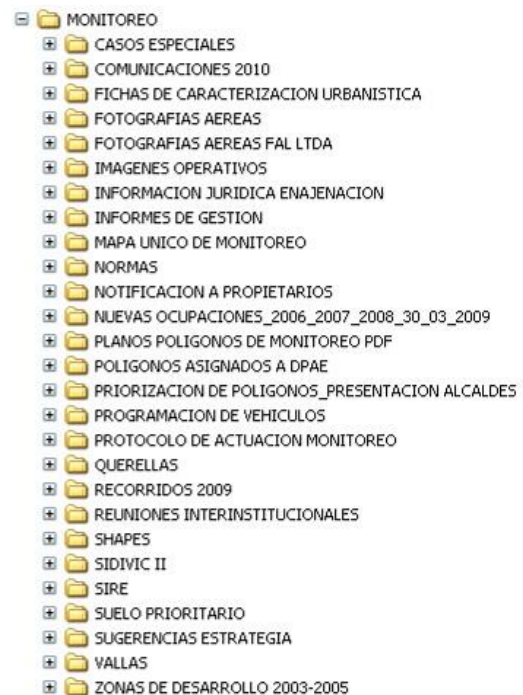 MONITOREO
CASOS ESPECIALES
COMUNICACIONES 2010
FICHAS DE CARACTERIZACION URBANISTICA
FOTOGRAFIAS AEREAS
FOTOGRAFIAS AEREAS FAL LTDA
IMAGENES OPERATIVOS
INFORMACION JURIDICA ENAJENACION
INFORMES DE GESTION
MAPA UNICO DE MONITOREO
NORMAS
NOTIFICACION A PROPIETARIOS
NUEVAS OCUPACIONES_2006_2007_2008_30_03_2009
PLANOS POLIGONOS DE MONITOREO PDF
POLIGONOS ASIGNADOS A DPAE
PRIORIZACION DE POLIGONOS_PRESENTACION ALCALDES
PROGRAMACION DE VEHICULOS
PROTOCOLO DE ACTUACION MONITOREO
QUERELLAS
RECORRIDOS 2009
REUNIONES INTERINSTITUCIONALES
SHAPES
SIDIVIC II
SIRE
SUELO PRIORITARIO
SUGERENCIAS ESTRATEGIA
VALLAS
ZONAS DE DESARROLLO 2003-2005